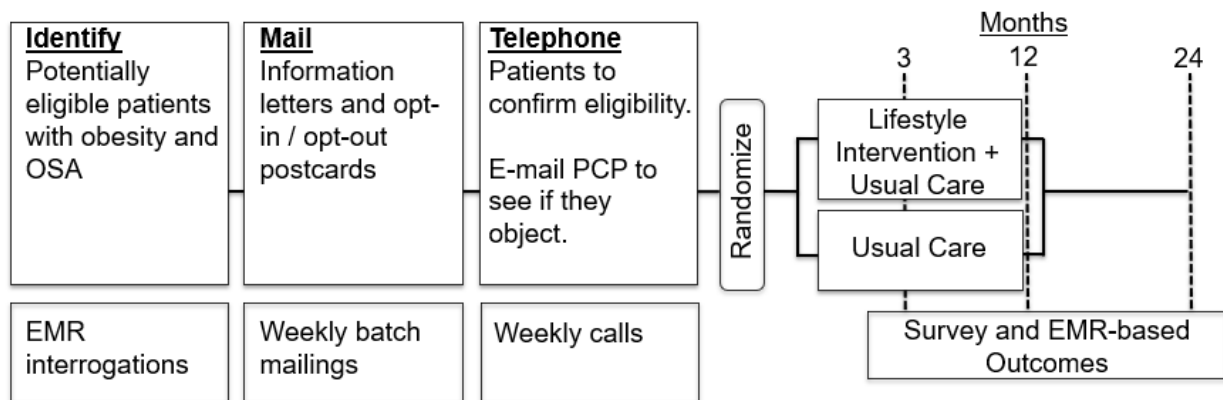 Identify
Potentially
eligible patients
with obesity and
OSA
Mail
Information
letters and opt-
in / opt-out
postcards
Telephone
Patients to
confirm eligibility.
E-mail PCP to
see if they
object.
Randomize
Months
3
12
24
Lifestyle
Intervention +
Usual Care
Usual Care
Survey and EMR-based
Outcomes
EMR
interrogations
Weekly batch
mailings
Weekly calls